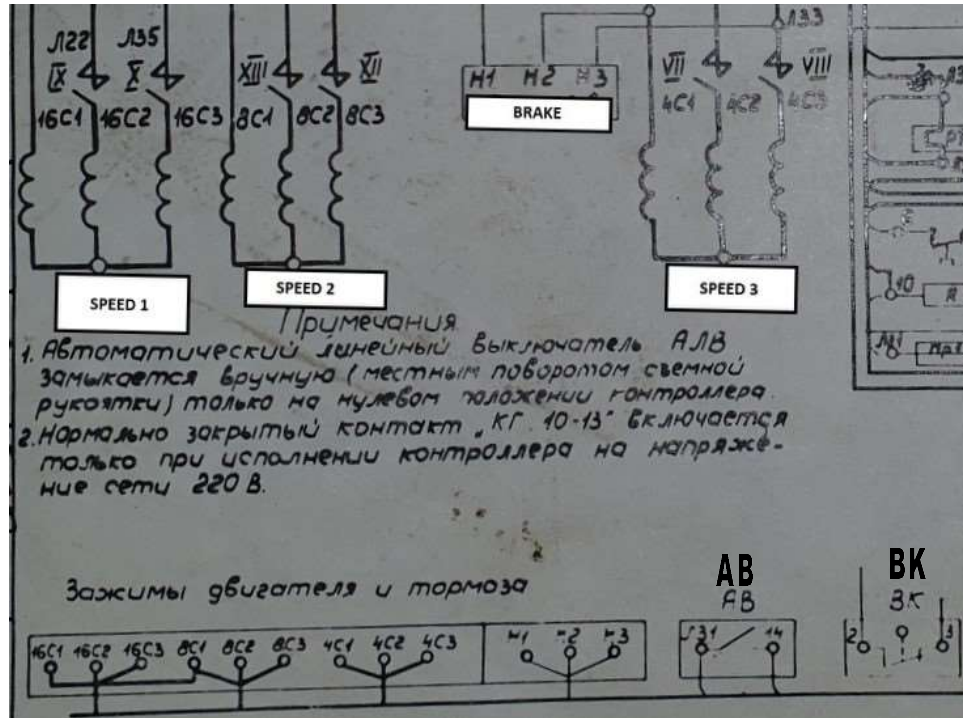 Л22 Л35 Л33
IX X XIII XII Н1 Н2 Н3 VII VIII
16С1 16С2 16С3 8С1 8С2 8С3 BRAKE 4С1 4С2 4С3
SPEED 1 SPEED 2 SPEED 3
10
Примечания
1. Автоматический линейный выключатель АЛВ
замыкается вручную (местным поворотом съемной
рукоятки) только на нулевом положении контроллера.
2. Нормально закрытый контакт „КГ. 10-13" включается
только при исполнении контроллера на напряже-
ние сети 220 В.
Зажимы двигателя и тормоза
АВ ВК
АВ ВК
16С1 16С2 16С3 8С1 8С2 8С3 4С1 4С2 4С3 Н1 Н2 Н3 14 2 3